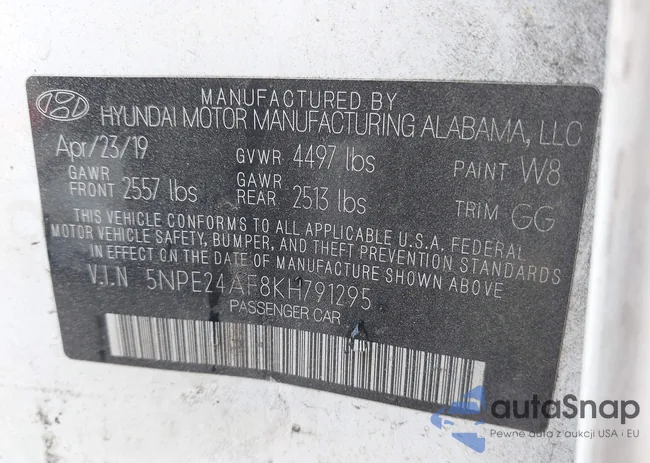 MANUFACTURED BY
HYUNDAI MOTOR MANUFACTURING ALABAMA, LLC
Apr/23/19 GVWR 4497 lbs PAINT W8
GAWR FRONT 2557 lbs GAWR REAR 2513 lbs TRIM GG
THIS VEHICLE CONFORMS TO ALL APPLICABLE U.S.A. FEDERAL
MOTOR VEHICLE SAFETY, BUMPER, AND THEFT PREVENTION STANDARDS
IN EFFECT ON THE DATE OF MANUFACTURE SHOWN ABOVE
V.I.N 5NPE24AF8KH791295
PASSENGER CAR
autaSnap
Pewne auta z aukcji USA i EU